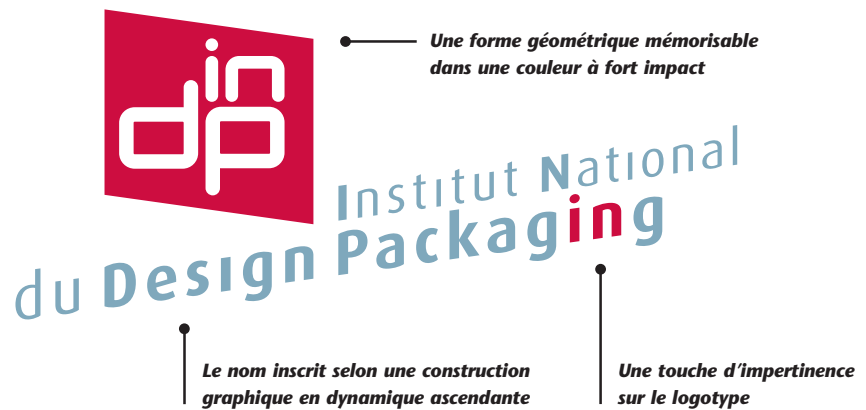 in
dp
Une forme géométrique mémorisable
dans une couleur à fort impact
Institut National
du Design Packaging
Le nom inscrit selon une construction
graphique en dynamique ascendante
Une touche d’impertinence
sur le logotype